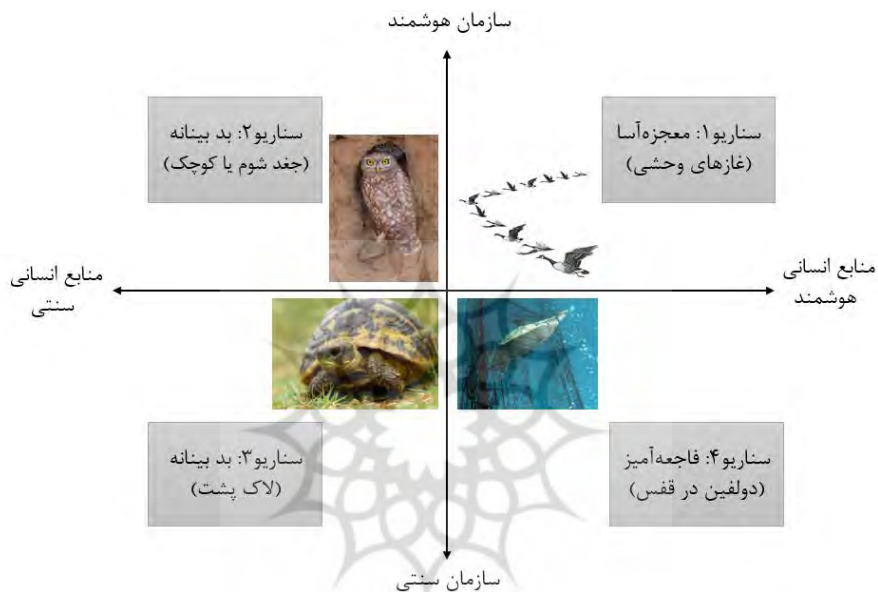 سازمان هوشمند
سناریو۱: معجزه‌آسا
(غازهای وحشی)
سناریو۲: بد بینانه
(جغد شوم یا کوچک)
منابع انسانی
هوشمند
منابع انسانی
سنتی
سناریو۴: فاجعه‌آمیز
(دولفین در قفس)
سناریو۳: بد بینانه
(لاک پشت)
سازمان سنتی